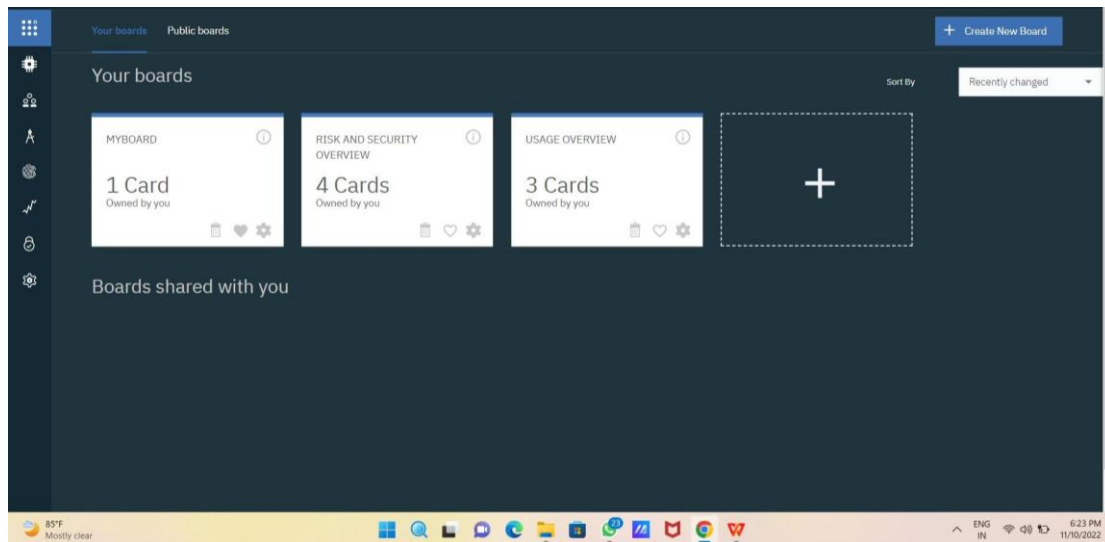 Your boards
Public boards
+ Create New Board
Your boards
Sort By
Recently changed
MYBOARD
1 Card
Owned by you
RISK AND SECURITY
OVERVIEW
4 Cards
Owned by you
USAGE OVERVIEW
3 Cards
Owned by you
Boards shared with you
85°F
Mostly clear
23
ENG
IN
6:23 PM
11/10/2022